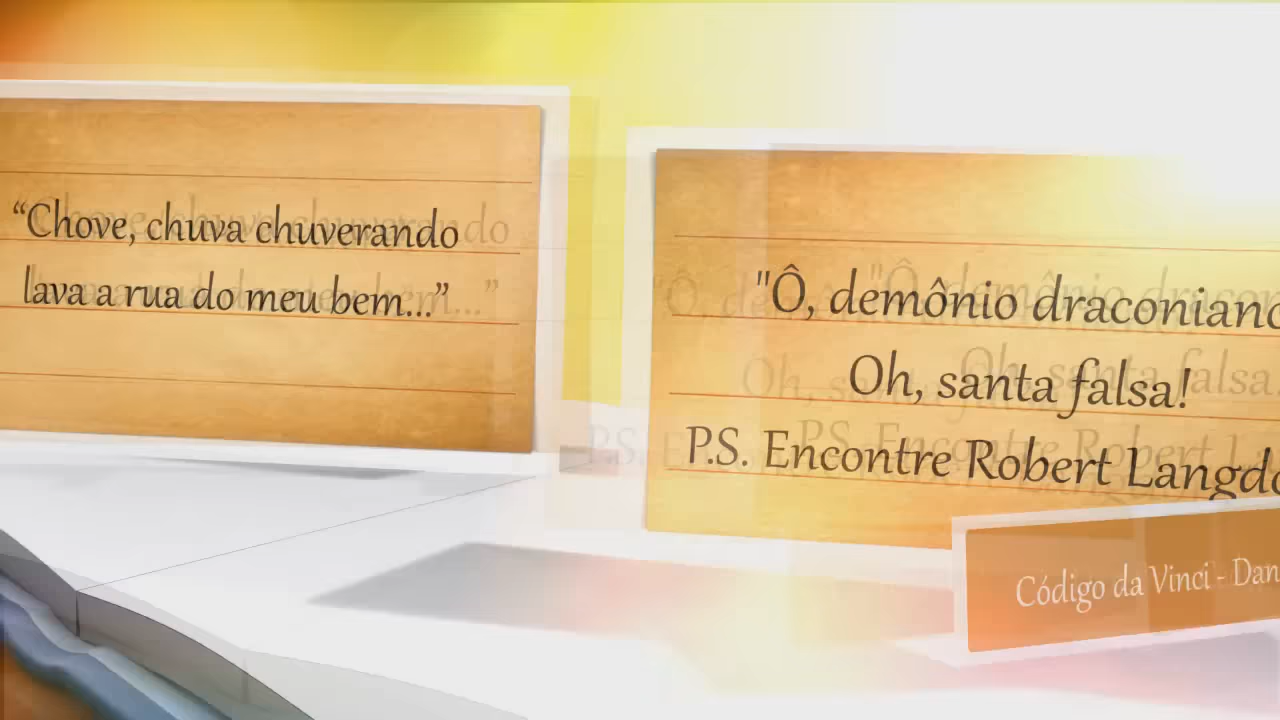 “Chove, chuva chuverando
lava a rua do meu bem...”
"Ô, demônio draconiano
Oh, santa falsa!
P.S. Encontre Robert Langdo
Código da Vinci - Dan